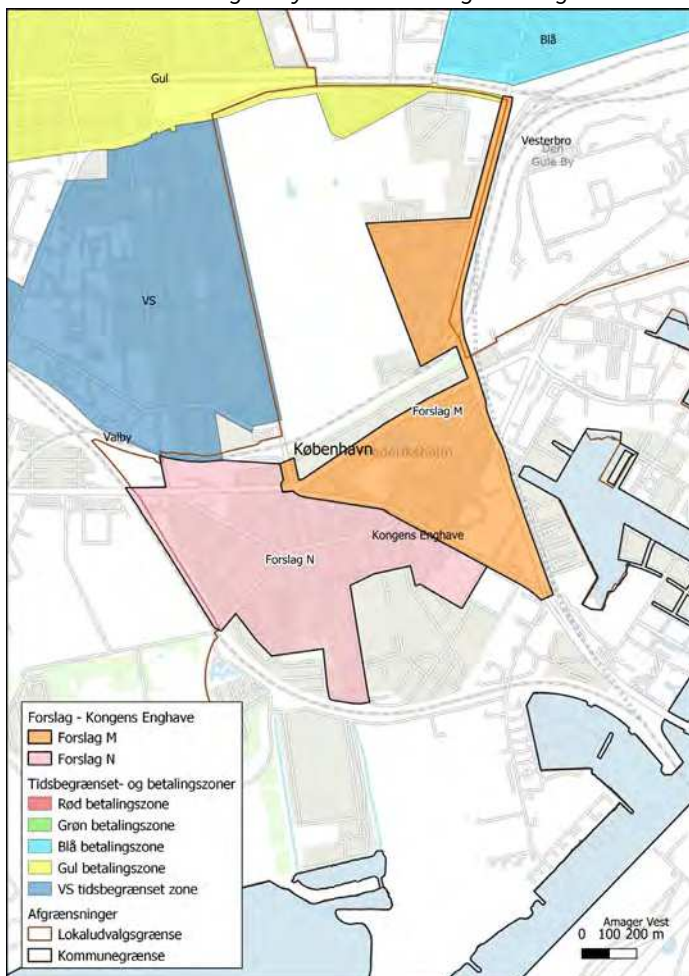 Blå
Gul
Vesterbro
Den
Gule By
VS
Forslag M
Valby
København
Frederiksholm
Kongens Enghave
Forslag N
Forslag - Kongens Enghave
Forslag M
Forslag N
Tidsbegrænset- og betalingszoner
Rød betalingszone
Grøn betalingszone
Blå betalingszone
Gul betalingszone
VS tidsbegrænset zone
Afgrænsninger
Lokaludvalgsgrænse
Kommunegrænse
Amager Vest
0 100 200 m